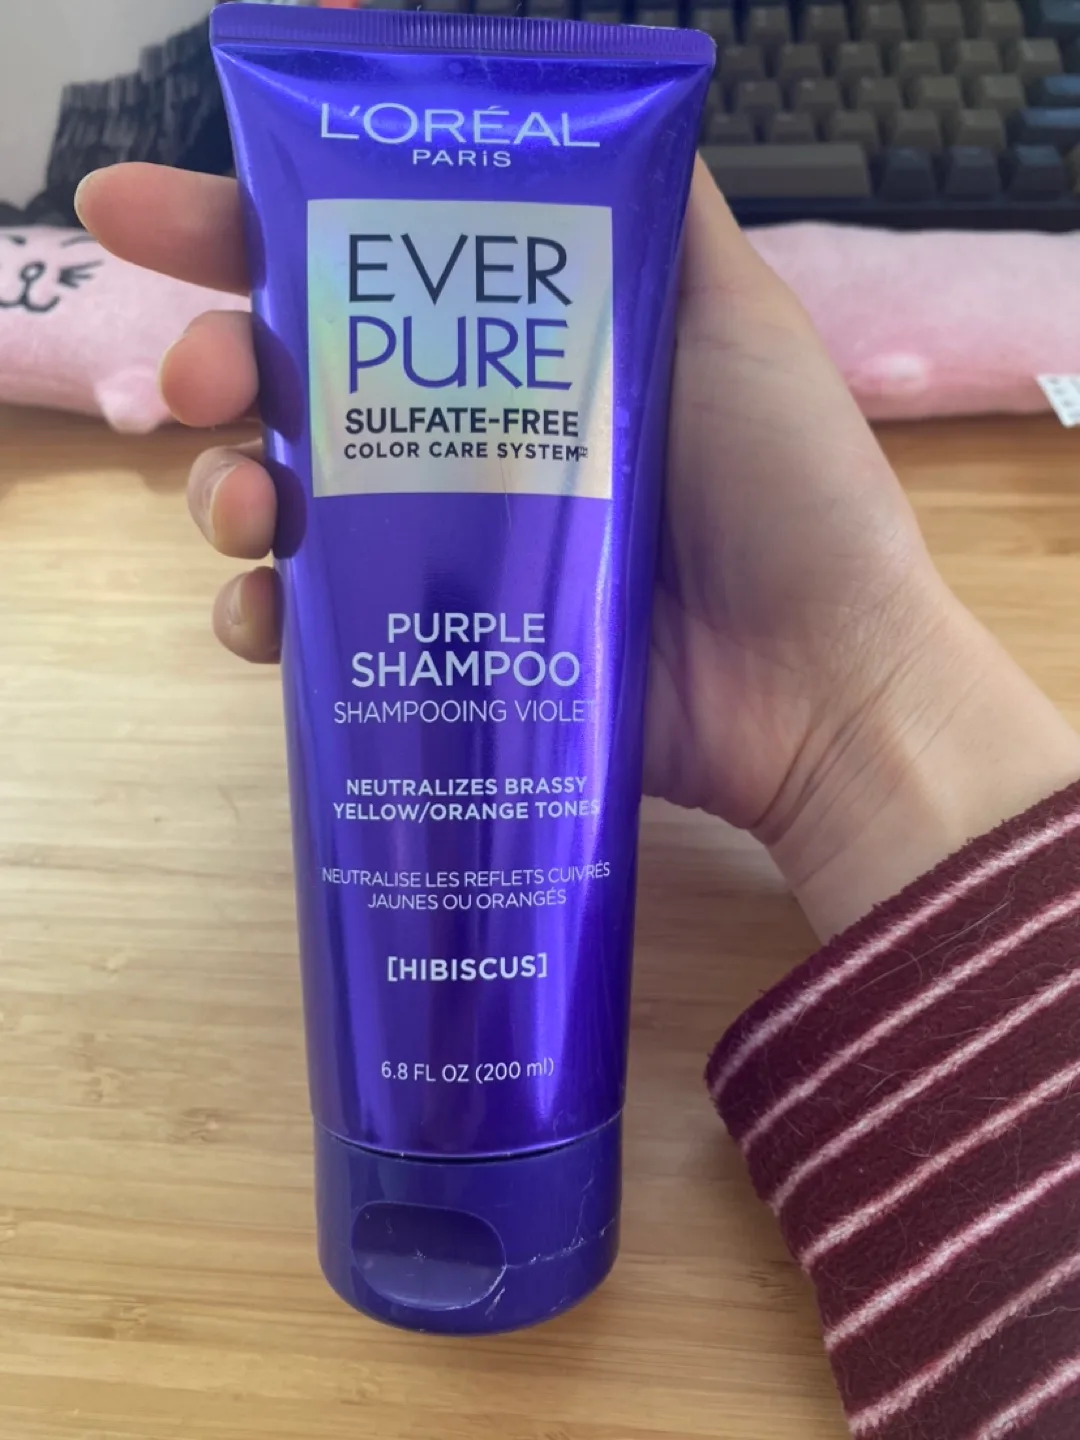 L'ORÉAL
PARIS
EVER
PURE
SULFATE-FREE
COLOR CARE SYSTEM
PURPLE
SHAMPOO
SHAMPOOING VIOLET
NEUTRALIZES BRASSY
YELLOW/ORANGE TONES
NEUTRALISE LES REFLETS CUIVRÉS
JAUNES OU ORANGÉS
[HIBISCUS]
6.8 FL OZ (200 ml)